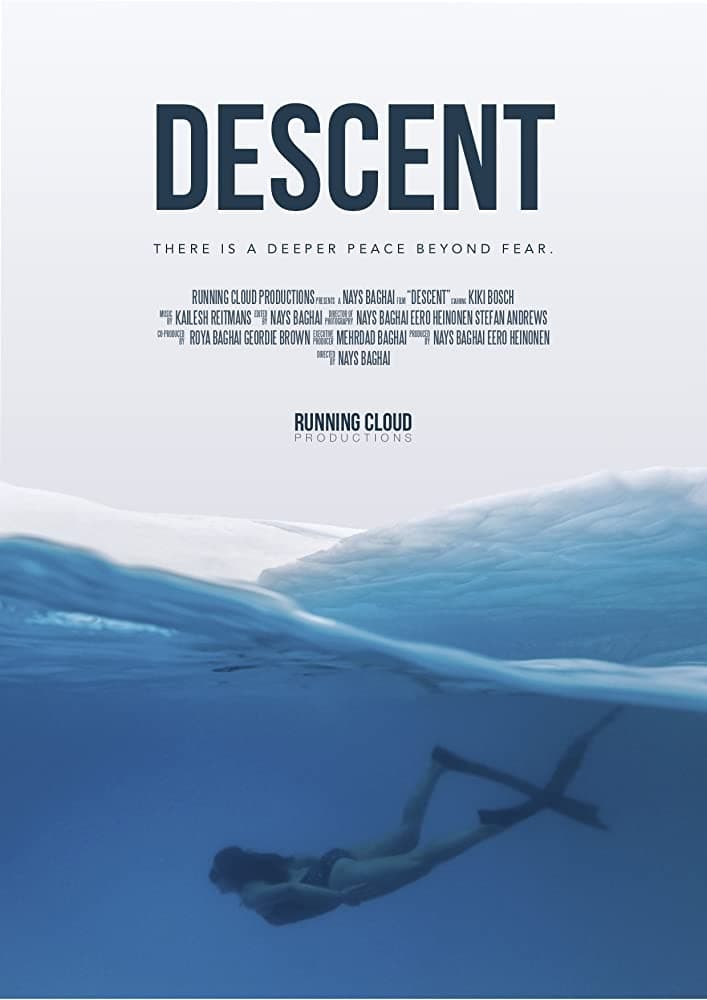 DESCENT
THERE IS A DEEPER PEACE BEYOND FEAR.
RUNNING CLOUD PRODUCTIONS PRESENTS A NAYS BAGHAI FILM "DESCENT" STARRING KIKI BOSCH
MUSIC BY KAILESH REITMANS EDITED BY NAYS BAGHAI DIRECTOR OF PHOTOGRAPHY NAYS BAGHAI EERO HEINONEN STEFAN ANDREWS
CO-PRODUCED BY ROYA BAGHAI GEORDIE BROWN EXECUTIVE PRODUCER MEHRDAD BAGHAI PRODUCED BY NAYS BAGHAI EERO HEINONEN
DIRECTED BY NAYS BAGHAI
RUNNING CLOUD
PRODUCTIONS